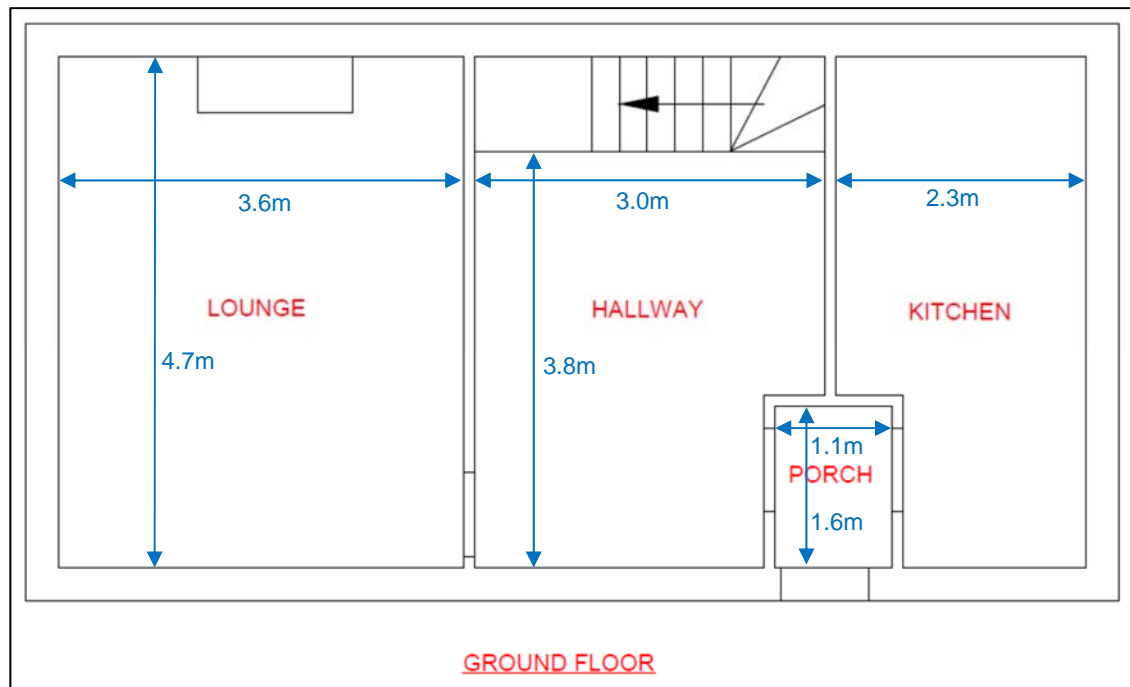 3.6m
3.0m
2.3m
LOUNGE
HALLWAY
KITCHEN
4.7m
3.8m
1.1m
PORCH
1.6m
GROUND FLOOR